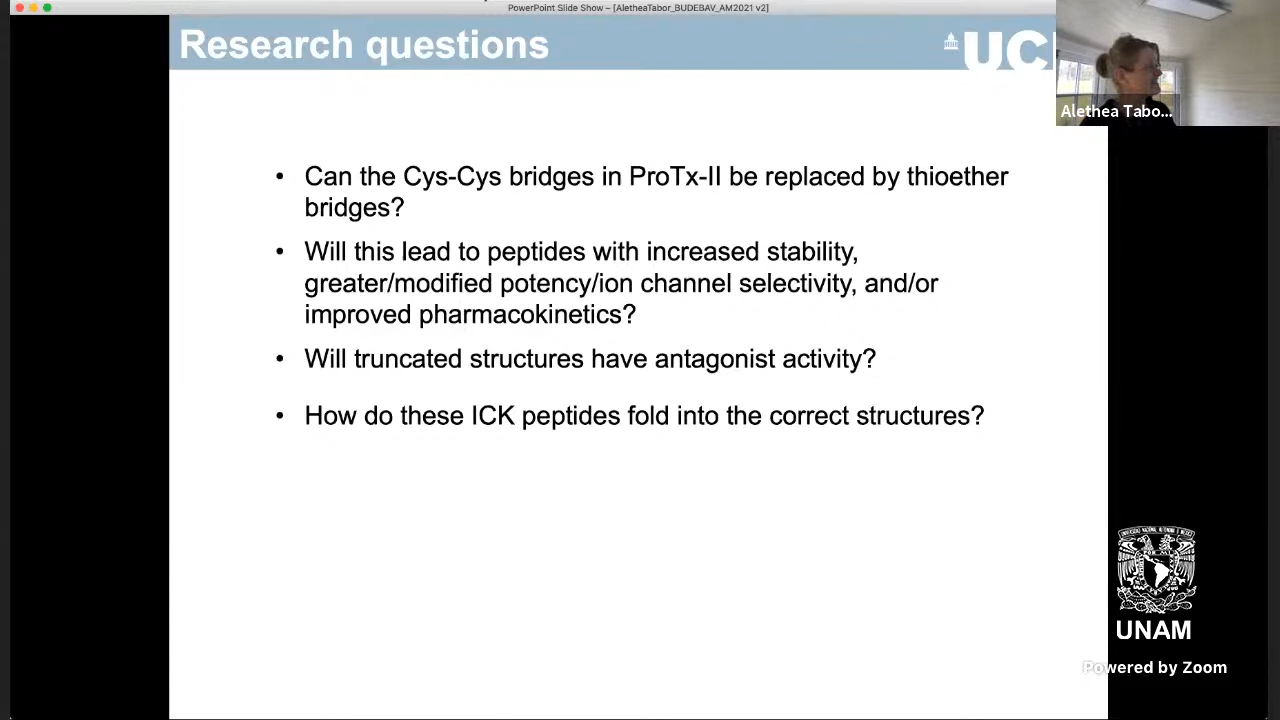 PowerPoint Slide Show – [AletheaTabor_BUDEBAV_AM2021 v2]
Research questions
UC
Alethea Tabo...
• Can the Cys-Cys bridges in ProTx-II be replaced by thioether
bridges?
• Will this lead to peptides with increased stability,
greater/modified potency/ion channel selectivity, and/or
improved pharmacokinetics?
• Will truncated structures have antagonist activity?
• How do these ICK peptides fold into the correct structures?
UNAM
Powered by Zoom